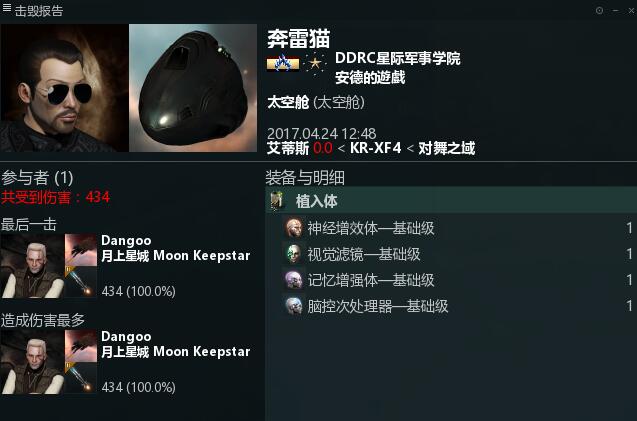 击毁报告
奔雷猫
DDRC星际军事学院
安德的遊戲
太空舱 (太空舱)
2017.04.24 12:48
艾蒂斯 0.0 < KR-XF4 < 对舞之域
参与者 (1)
共受到伤害：434
最后一击
Dangoo
月上星城 Moon Keepstar
434 (100.0%)
造成伤害最多
Dangoo
月上星城 Moon Keepstar
434 (100.0%)
装备与明细
植入体
神经增效体—基础级 1
视觉滤镜—基础级 1
记忆增强体—基础级 1
脑控次处理器—基础级 1